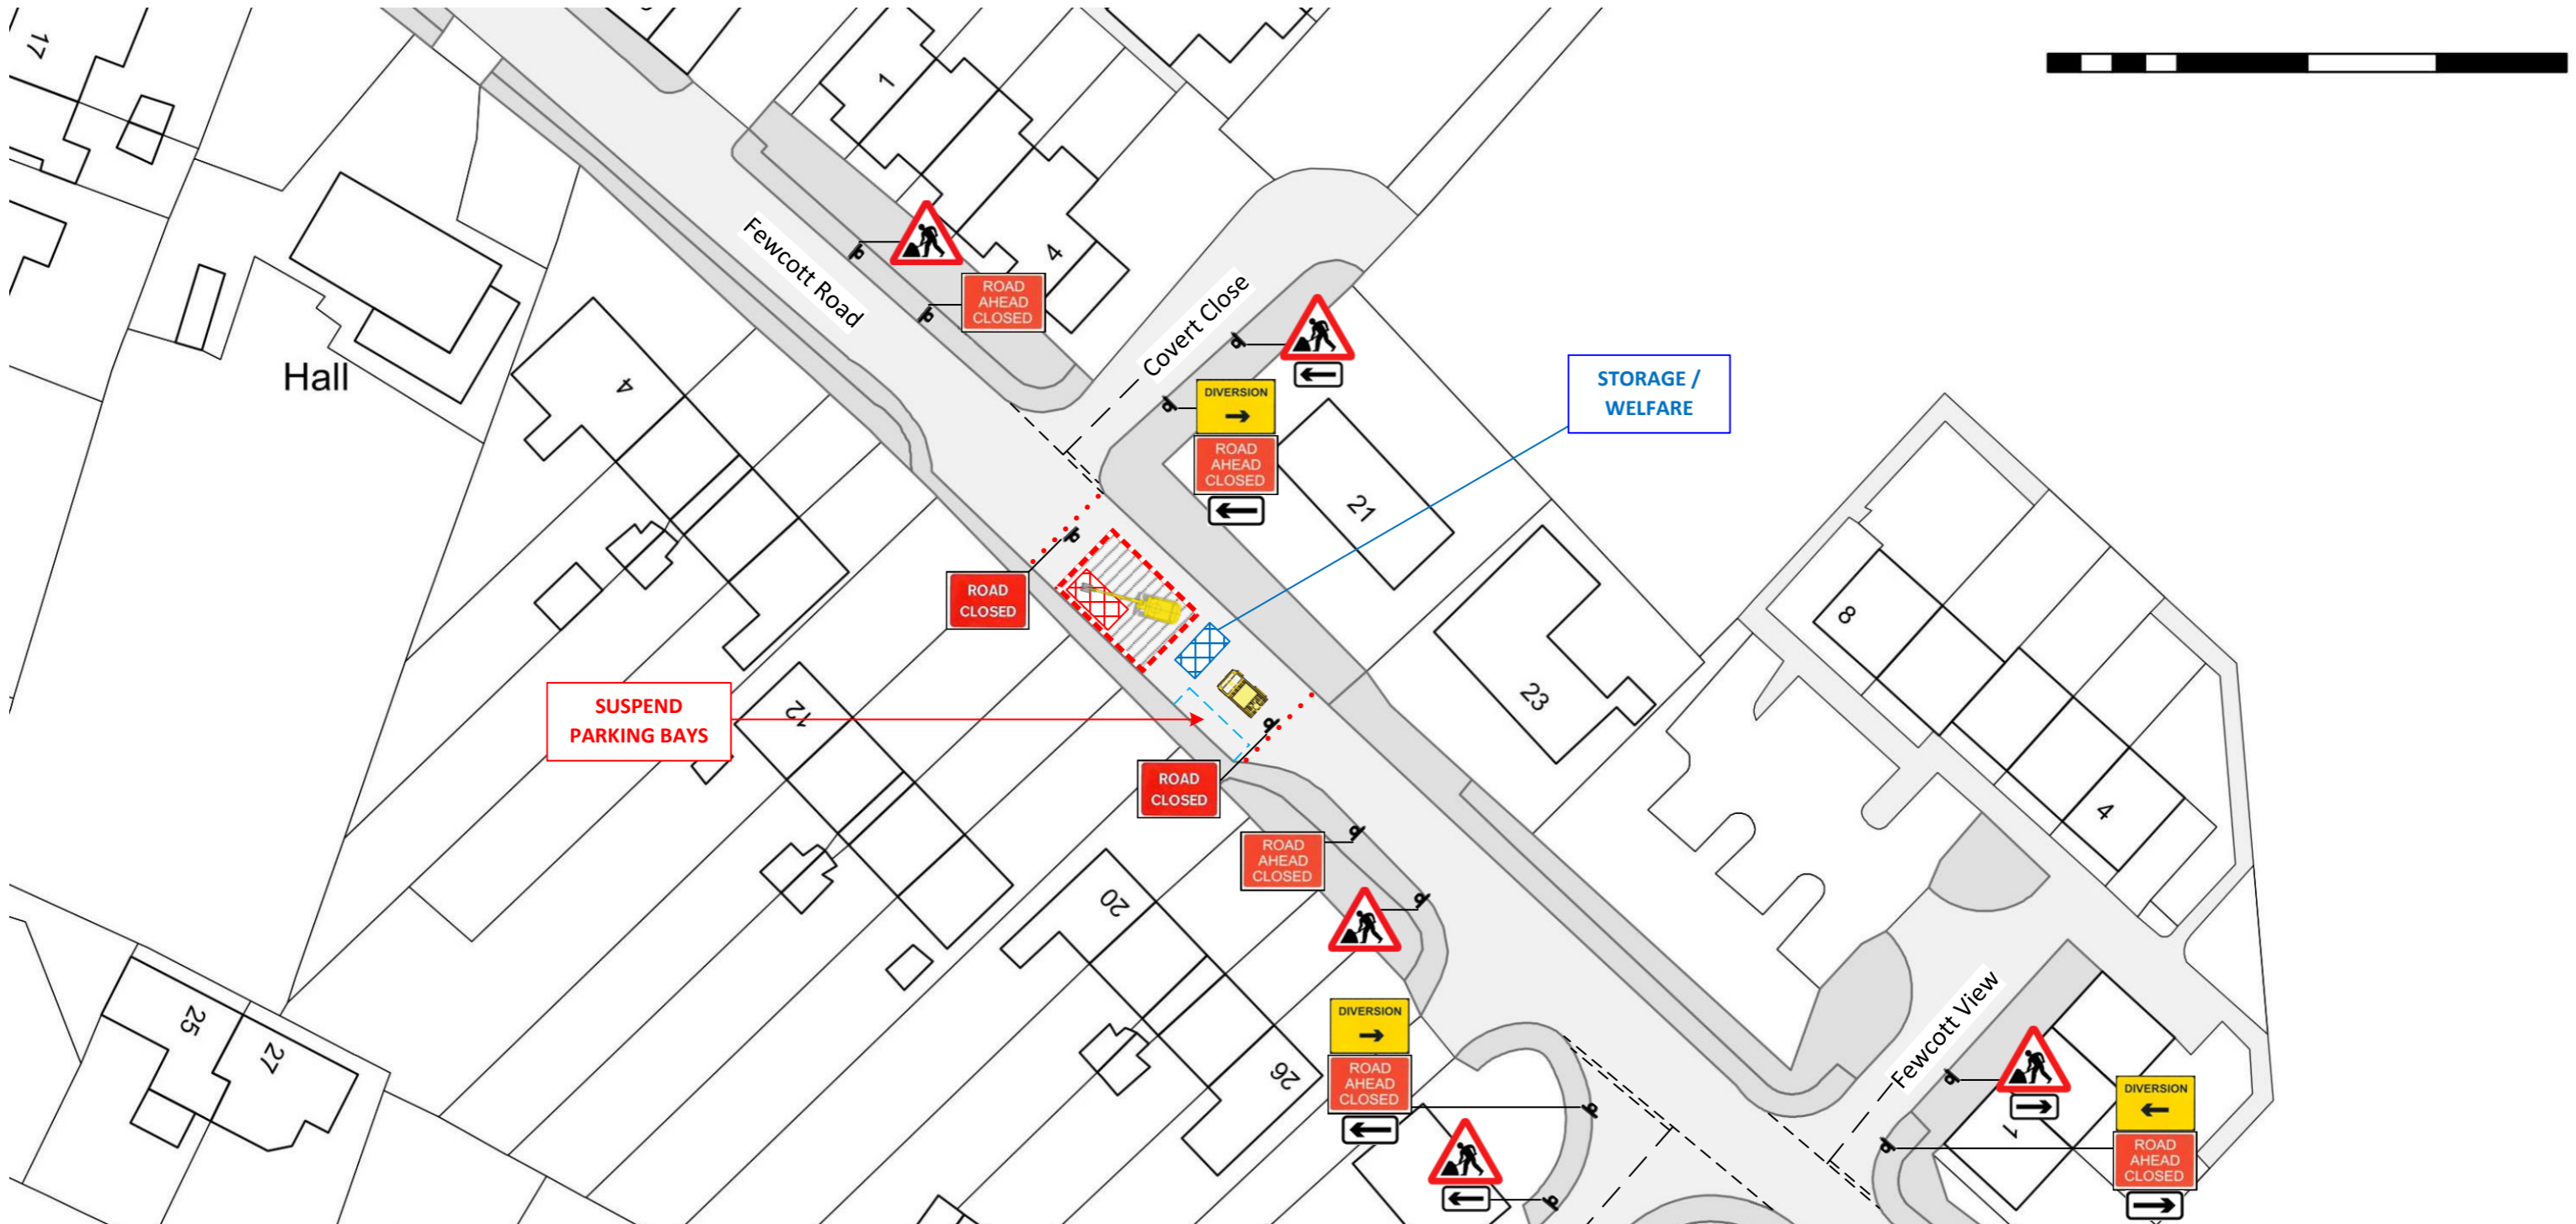 17
1
4
Fewcott Road
ROAD
AHEAD
CLOSED
Covert Close
Hall
4
DIVERSION
ROAD
AHEAD
CLOSED
STORAGE /
WELFARE
21
ROAD
CLOSED
8
23
SUSPEND
PARKING BAYS
12
ROAD
CLOSED
4
ROAD
AHEAD
CLOSED
20
25
27
DIVERSION
ROAD
AHEAD
CLOSED
26
Fewcott View
1
DIVERSION
ROAD
AHEAD
CLOSED